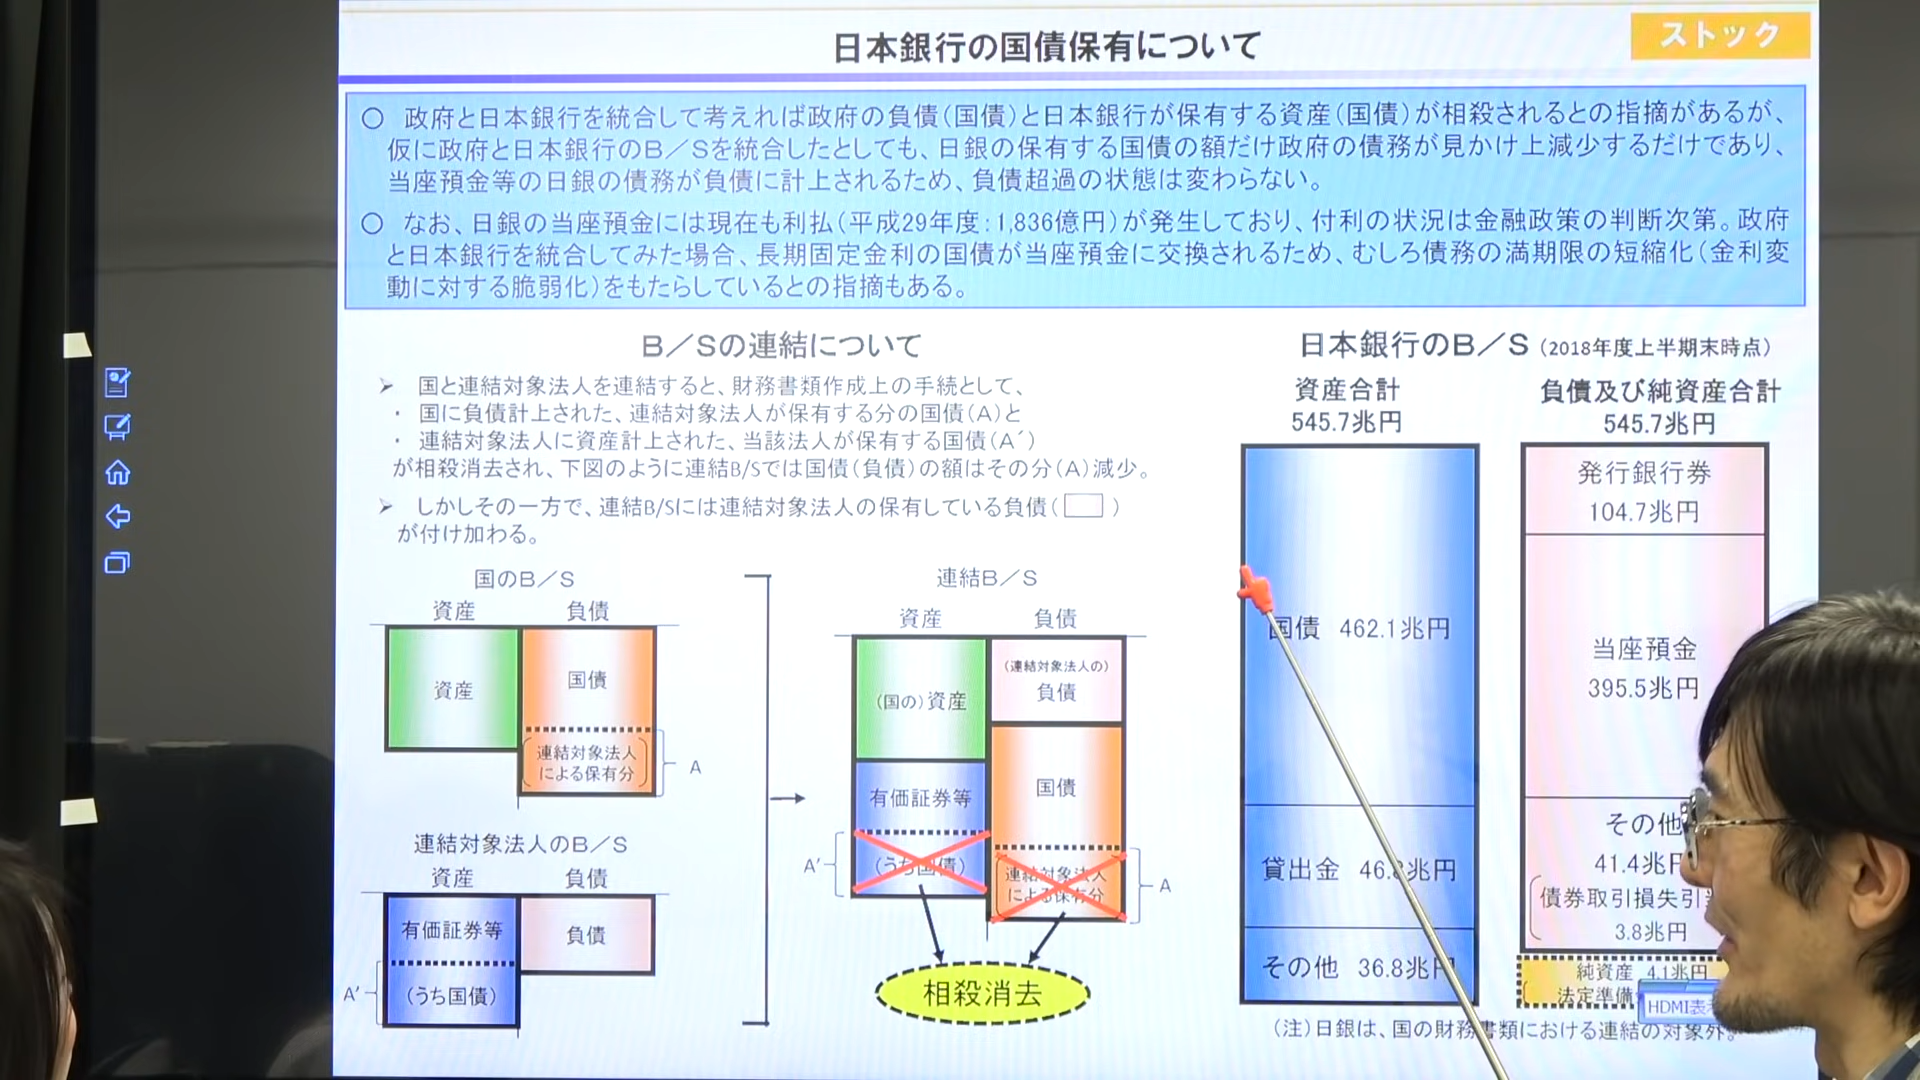 日本銀行の国債保有について
ストック
○ 政府と日本銀行を統合して考えれば政府の負債(国債)と日本銀行が保有する資産(国債)が相殺されるとの指摘があるが、
仮に政府と日本銀行のB/Sを統合したとしても、日銀の保有する国債の額だけ政府の債務が見かけ上減少するだけであり、
当座預金等の日銀の債務が負債に計上されるため、負債超過の状態は変わらない。
○ なお、日銀の当座預金には現在も利払(平成29年度:1,836億円)が発生しており、付利の状況は金融政策の判断次第。政府
と日本銀行を統合してみた場合、長期固定金利の国債が当座預金に交換されるため、むしろ債務の満期限の短縮化(金利変
動に対する脆弱化)をもたらしているとの指摘もある。
B/Sの連結について
➢ 国と連結対象法人を連結すると、財務書類作成上の手続として、
・ 国に負債計上された、連結対象法人が保有する分の国債(A)と
・ 連結対象法人に資産計上された、当該法人が保有する国債(A´)
が相殺消去され、下図のように連結B/Sでは国債(負債)の額はその分(A)減少。
➢ しかしその一方で、連結B/Sには連結対象法人の保有している負債( )
が付け加わる。
国のB/S
資産 負債
資産
国債
連結対象法人
による保有分
A
連結対象法人のB/S
資産 負債
有価証券等
負債
A'
(うち国債)
連結B/S
資産 負債
(国の)資産
(連結対象法人の)
負債
有価証券等
国債
A'
(うち国債)
連結対象法人
による保有分
A
相殺消去
日本銀行のB/S(2018年度上半期末時点)
資産合計
545.7兆円
負債及び純資産合計
545.7兆円
国債 462.1兆円
貸出金 46.8兆円
その他 36.8兆円
発行銀行券
104.7兆円
当座預金
395.5兆円
その他
41.4兆円
債券取引損失引
3.8兆円
純資産 4.1兆円
法定準備
HDMI表
(注)日銀は、国の財務書類における連結の対象外。